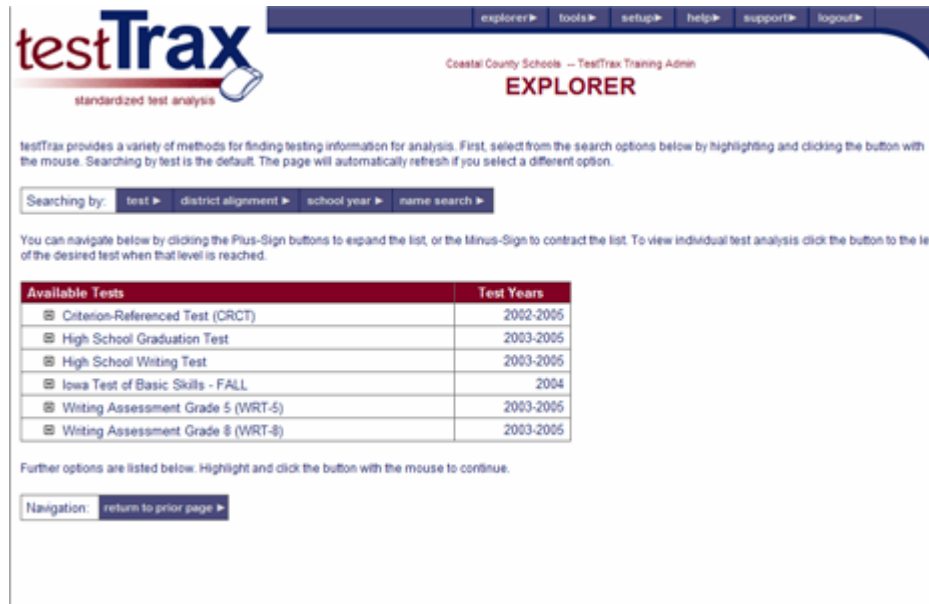 explorer▶ tools▶ setup▶ help▶ support▶ logout▶
testTrax
standardized test analysis
Coastal County Schools -- TestTrax Training Admin
EXPLORER
testTrax provides a variety of methods for finding testing information for analysis. First, select from the search options below by highlighting and clicking the button with
the mouse. Searching by test is the default. The page will automatically refresh if you select a different option.
Searching by: test ▶ district alignment ▶ school year ▶ name search ▶
You can navigate below by clicking the Plus-Sign buttons to expand the list, or the Minus-Sign to contract the list. To view individual test analysis click the button to the le
of the desired test when that level is reached.
Available Tests Test Years
Criterion-Referenced Test (CRCT) 2002-2005
High School Graduation Test 2003-2005
High School Writing Test 2003-2005
Iowa Test of Basic Skills - FALL 2004
Writing Assessment Grade 5 (WRT-5) 2003-2005
Writing Assessment Grade 8 (WRT-8) 2003-2005
Further options are listed below. Highlight and click the button with the mouse to continue.
Navigation: return to prior page ▶